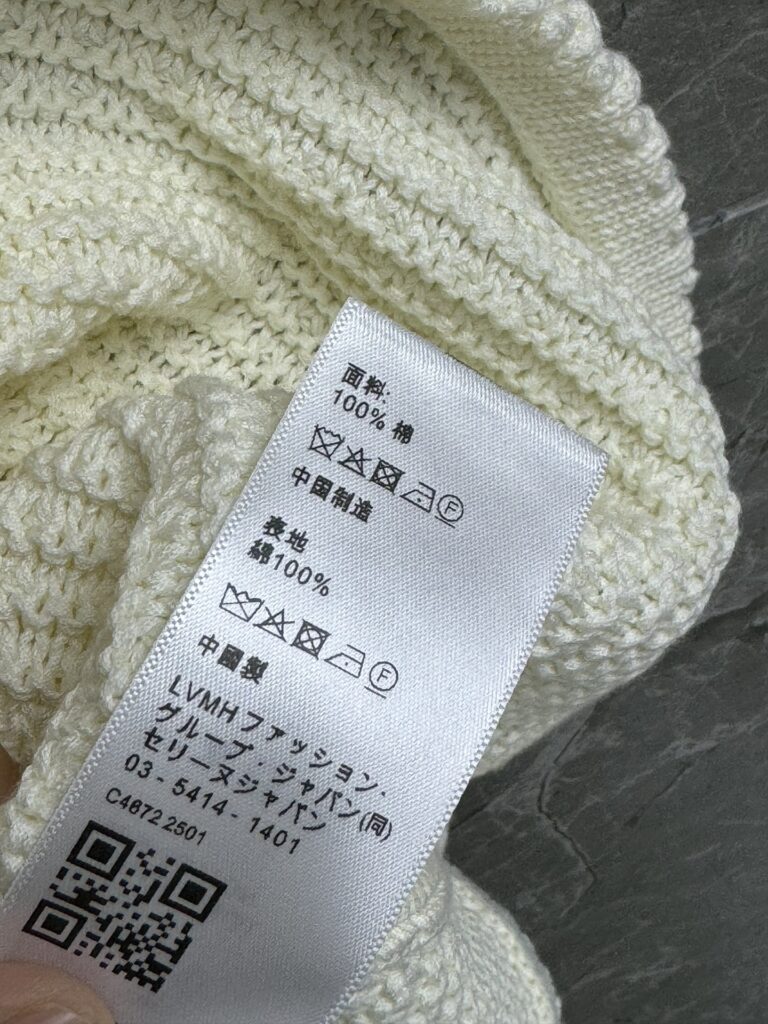 面料:
100% 棉
F
中国制造
表地
綿100%
F
中國製
LVMHファッション・
グループ・ジャパン(同)
セリーヌジャパン
03-5414-1401
C4672 2501